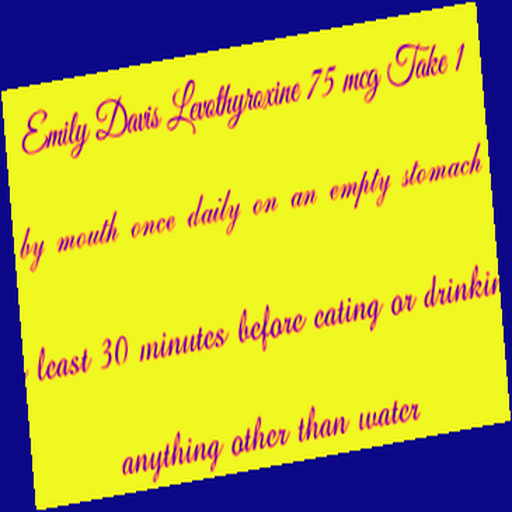 Emily Davis Levothyroxine 75 mcg Take 1
by mouth once daily on an empty stomach
least 30 minutes before eating or
anything other than water